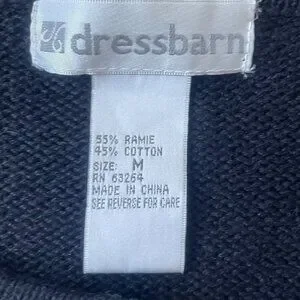 dressbarn
55% RAMIE
45% COTTON
SIZE: M
RN 63264
MADE IN CHINA
SEE REVERSE FOR CARE